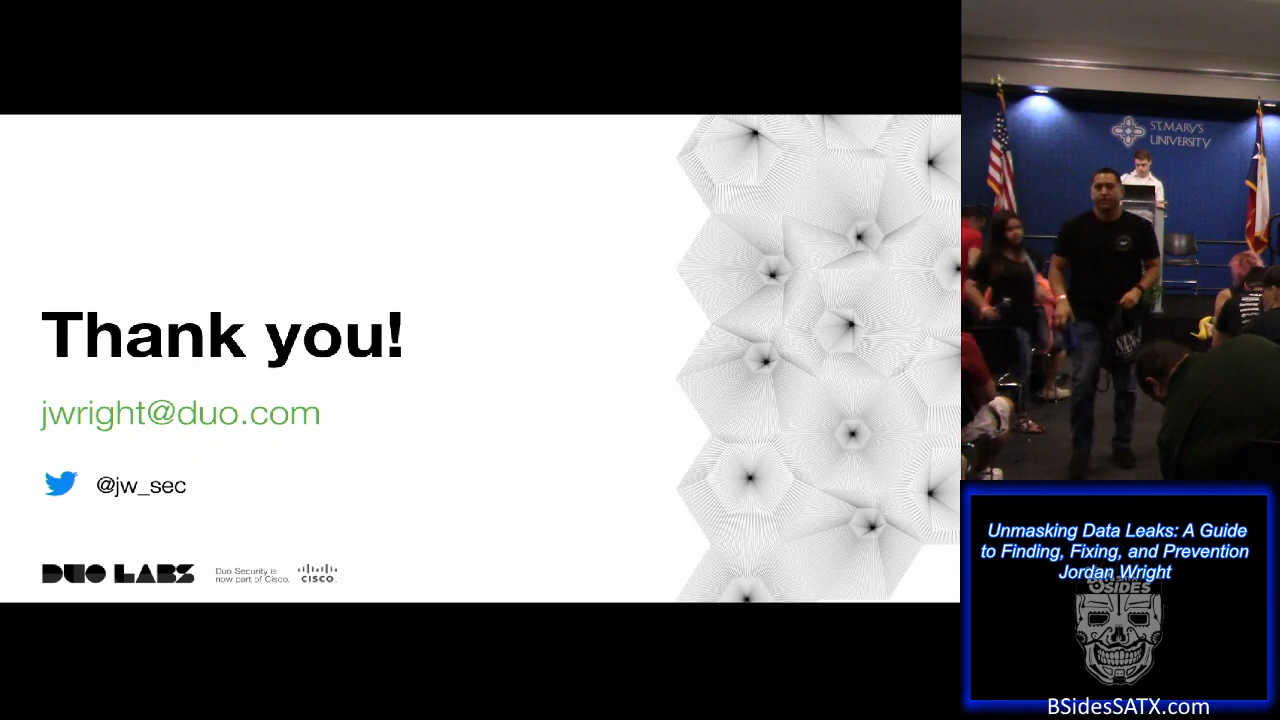 Thank you!
jwright@duo.com
@jw_sec
DUO LABS
Duo Security is
now part of Cisco.
CISCO
ST. MARY'S
UNIVERSITY
Unmasking Data Leaks: A Guide
to Finding, Fixing, and Prevention
Jordan Wright
BSIDES
BSidesSATX.com